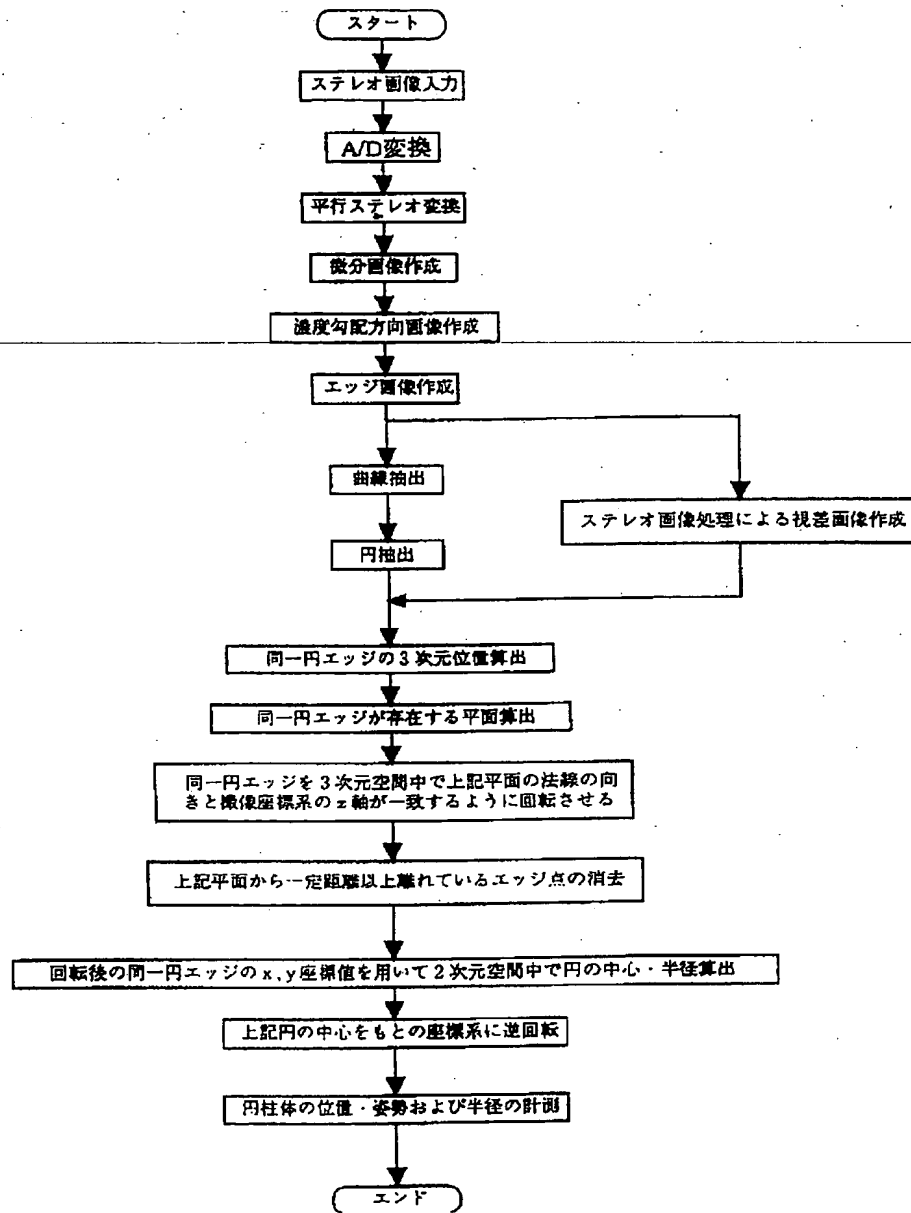 スタート
ステレオ画像入力
A/D変換
平行ステレオ変換
微分画像作成
濃度勾配方向画像作成
エッジ画像作成
曲線抽出
ステレオ画像処理による視差画像作成
円抽出
同一円エッジの3次元位置算出
同一円エッジが存在する平面算出
同一円エッジを3次元空間中で上記平面の法線の向
きと撮像座標系のz軸が一致するように回転させる
上記平面から一定距離以上離れているエッジ点の消去
回転後の同一円エッジのx,y座標値を用いて2次元空間中で円の中心・半径算出
上記円の中心をもとの座標系に逆回転
円柱体の位置・姿勢および半径の計測
エンド